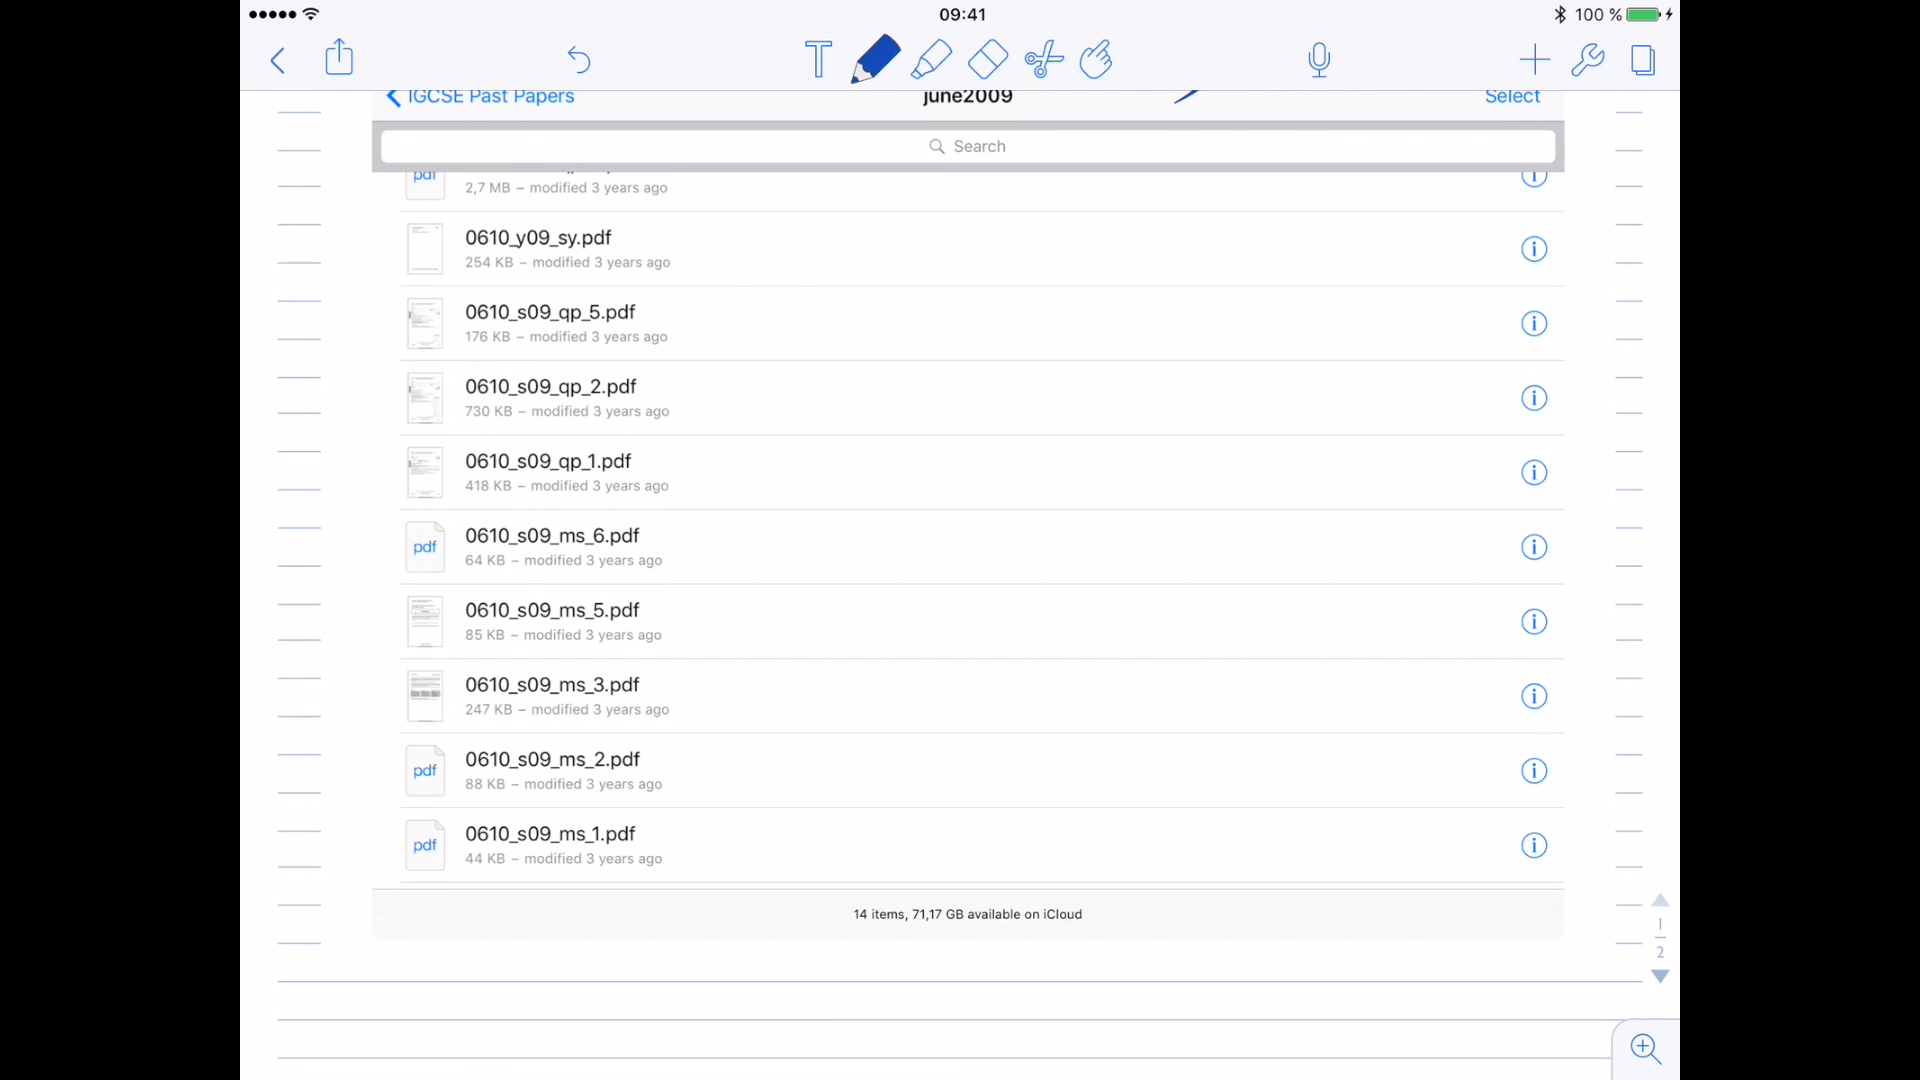 09:41
100 %
T
IGCSE Past Papers
june2009
Select
Search
pdf
2,7 MB – modified 3 years ago
0610_y09_sy.pdf
254 KB – modified 3 years ago
0610_s09_qp_5.pdf
176 KB – modified 3 years ago
0610_s09_qp_2.pdf
730 KB – modified 3 years ago
0610_s09_qp_1.pdf
418 KB – modified 3 years ago
pdf
0610_s09_ms_6.pdf
64 KB – modified 3 years ago
0610_s09_ms_5.pdf
85 KB – modified 3 years ago
0610_s09_ms_3.pdf
247 KB – modified 3 years ago
pdf
0610_s09_ms_2.pdf
88 KB – modified 3 years ago
pdf
0610_s09_ms_1.pdf
44 KB – modified 3 years ago
14 items, 71,17 GB available on iCloud
1
2